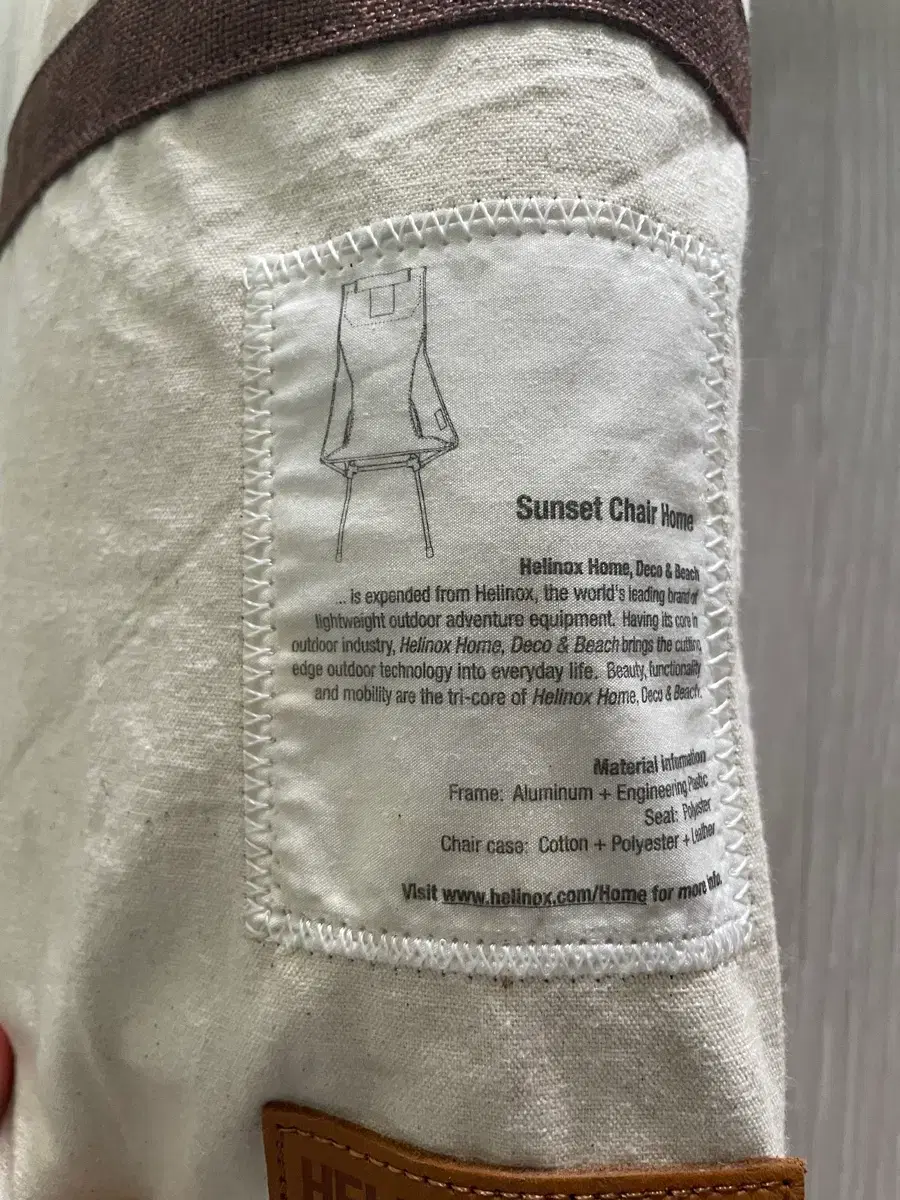 Sunset Chair Home
Helinox Home, Deco & Beach
... is expended from Helinox, the world's leading brand of
lightweight outdoor adventure equipment. Having its core in
outdoor industry, Helinox Home, Deco & Beach brings the cutting
edge outdoor technology into everyday life. Beauty, functionality
and mobility are the tri-core of Helinox Home, Deco & Beach.
Material Information
Frame: Aluminum + Engineering Plastic
Seat: Polyester
Chair case: Cotton + Polyester + Leather
Visit www.helinox.com/Home for more info.